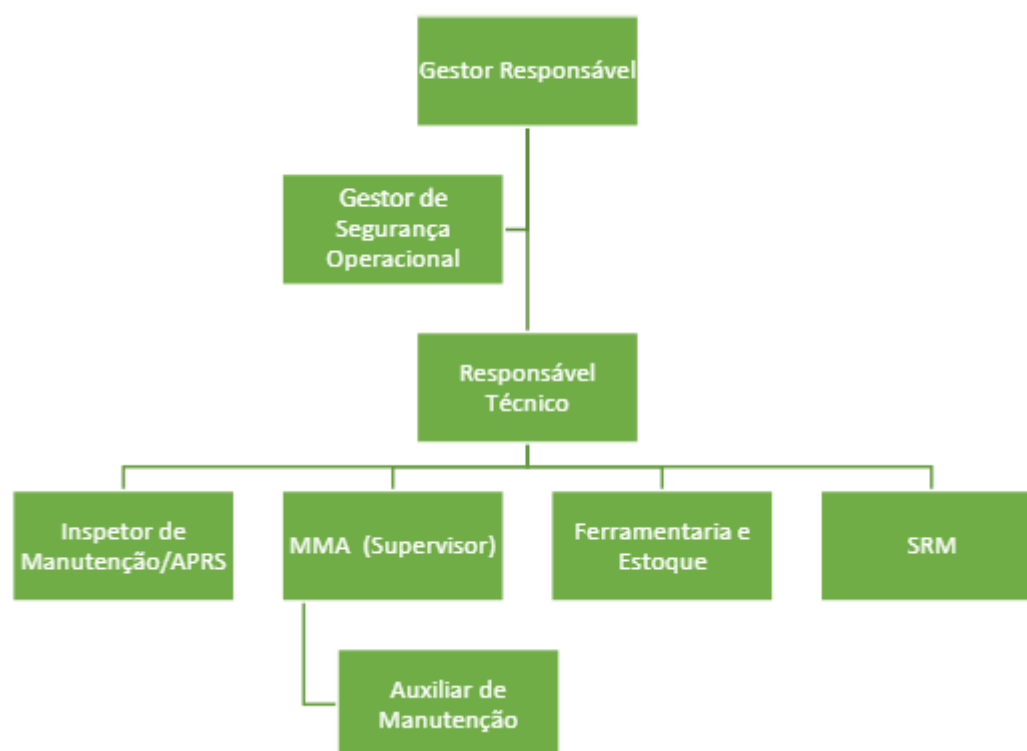 Gestor Responsável
Gestor de
Segurança
Operacional
Responsável
Técnico
Inspetor de
Manutenção/APRS
MMA  (Supervisor)
Ferramentaria e
Estoque
SRM
Auxiliar de
Manutenção